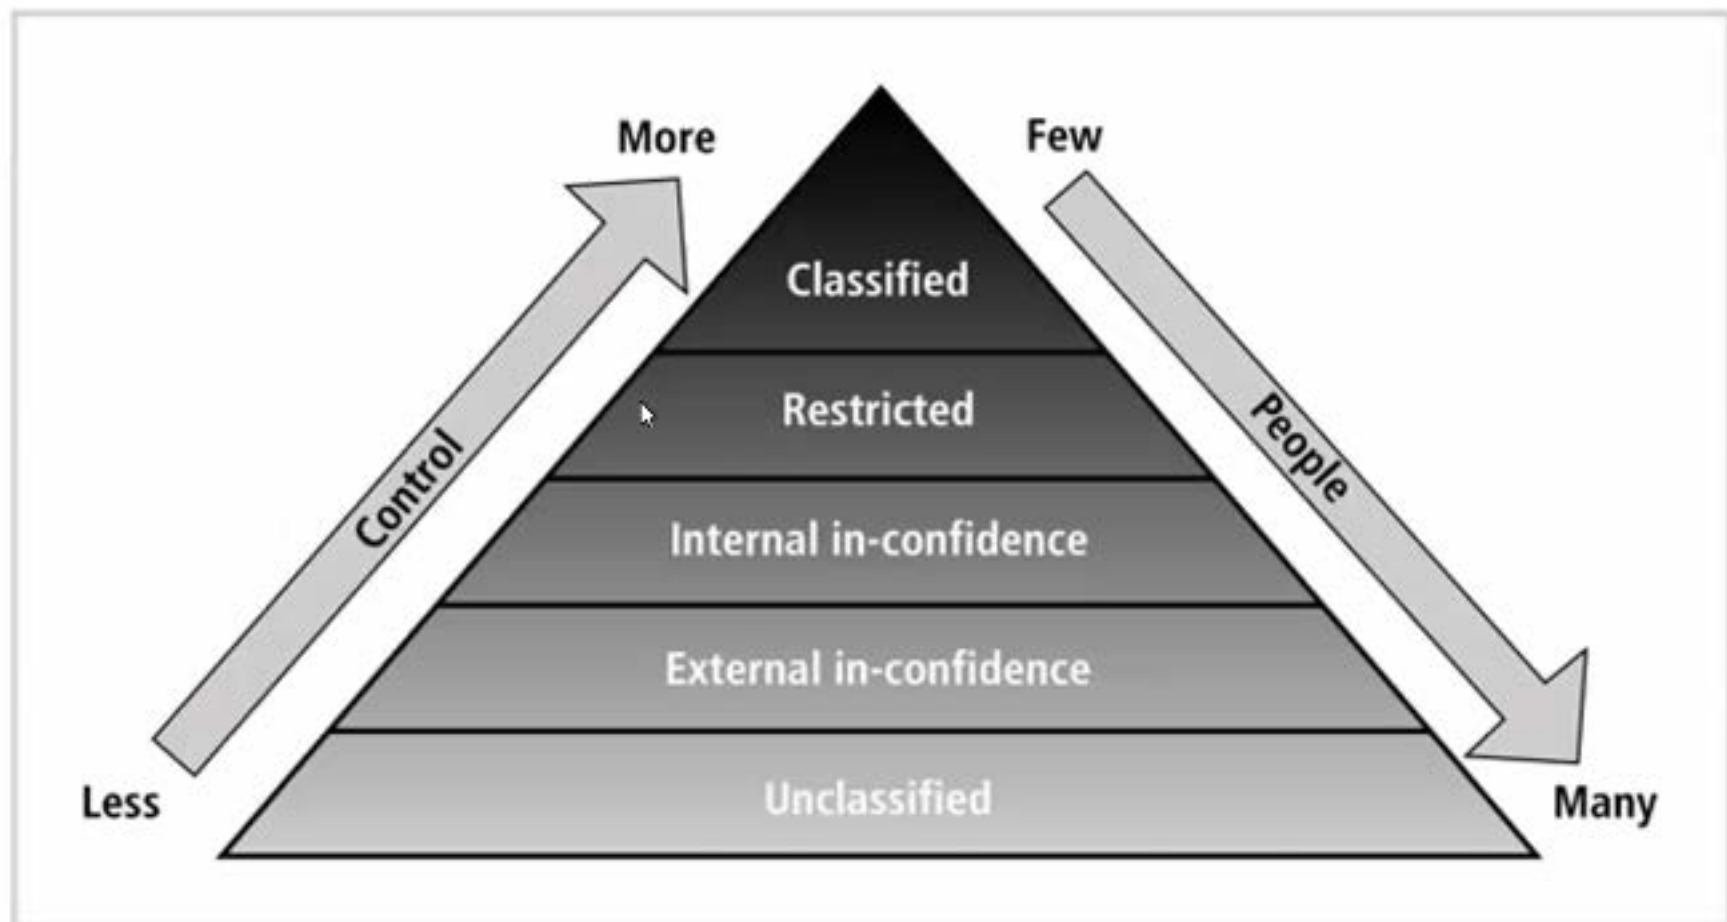 More
Few
Classified
Restricted
Control
People
Internal in-confidence
External in-confidence
Less
Unclassified
Many